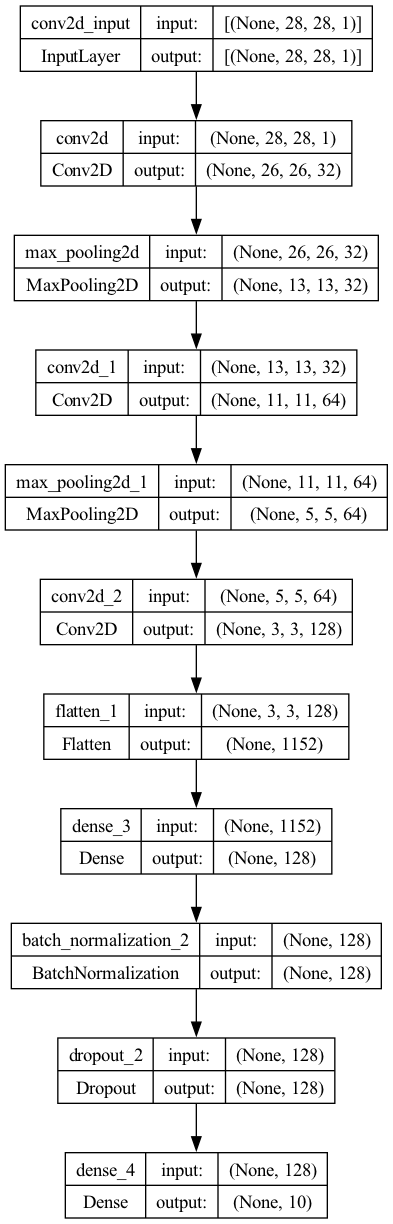 conv2d_input input: [(None, 28, 28, 1)]
InputLayer output: [(None, 28, 28, 1)]
conv2d input: (None, 28, 28, 1)
Conv2D output: (None, 26, 26, 32)
max_pooling2d input: (None, 26, 26, 32)
MaxPooling2D output: (None, 13, 13, 32)
conv2d_1 input: (None, 13, 13, 32)
Conv2D output: (None, 11, 11, 64)
max_pooling2d_1 input: (None, 11, 11, 64)
MaxPooling2D output: (None, 5, 5, 64)
conv2d_2 input: (None, 5, 5, 64)
Conv2D output: (None, 3, 3, 128)
flatten_1 input: (None, 3, 3, 128)
Flatten output: (None, 1152)
dense_3 input: (None, 1152)
Dense output: (None, 128)
batch_normalization_2 input: (None, 128)
BatchNormalization output: (None, 128)
dropout_2 input: (None, 128)
Dropout output: (None, 128)
dense_4 input: (None, 128)
Dense output: (None, 10)